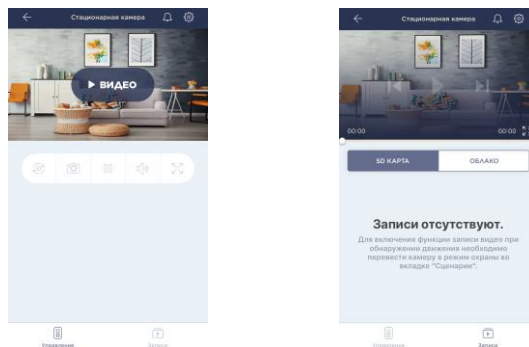 Стационарная камера
ВИДЕО
Управление
Записи
Стационарная камера
00:00
00:00
SD КАРТА
ОБЛАКО
Записи отсутствуют.
Для включения функции записи видео при
обнаружении движения необходимо
перевести камеру в режим охраны во
вкладке "Сценарии".
Управление
Записи